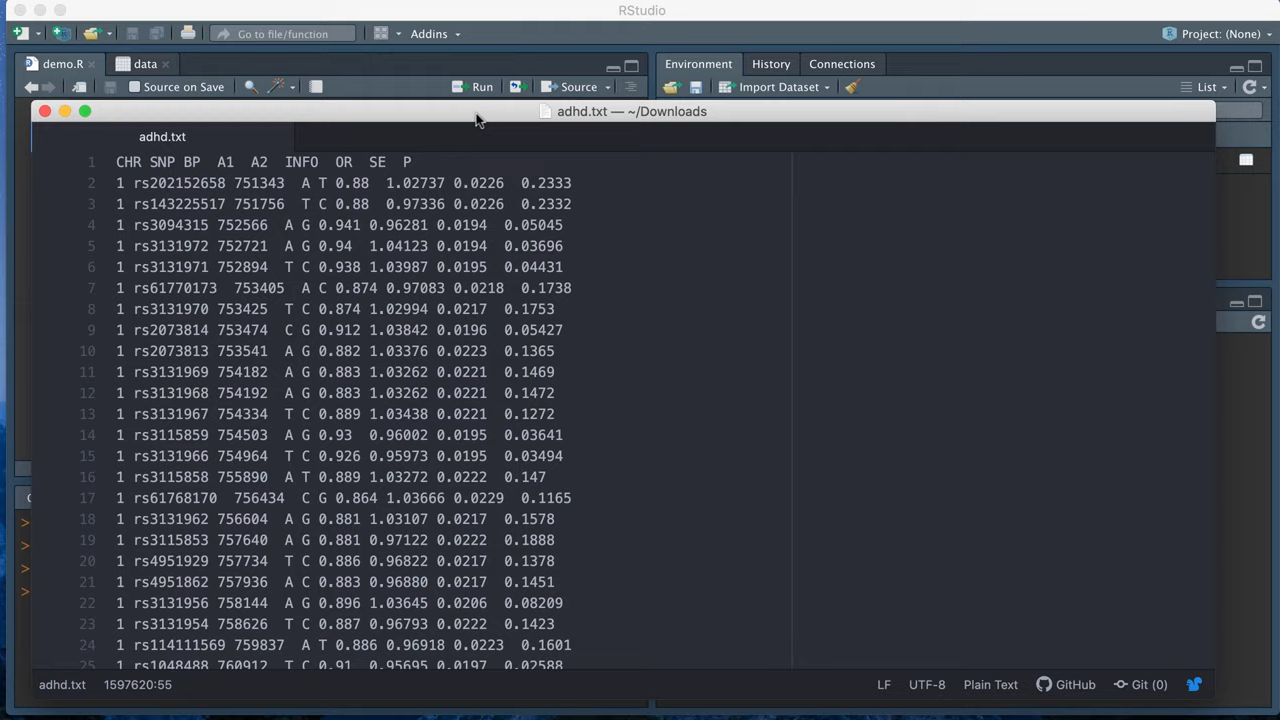 RStudio
Go to file/function
Addins
Project: (None)
demo.R
data
Environment
History
Connections
Source on Save
Run
Source
Import Dataset
List
adhd.txt — ~/Downloads
adhd.txt
1 CHR SNP BP A1 A2 INFO OR SE P
2 1 rs202152658 751343 A T 0.88 1.02737 0.0226 0.2333
3 1 rs143225517 751756 T C 0.88 0.97336 0.0226 0.2332
4 1 rs3094315 752566 A G 0.941 0.96281 0.0194 0.05045
5 1 rs3131972 752721 A G 0.94 1.04123 0.0194 0.03696
6 1 rs3131971 752894 T C 0.938 1.03987 0.0195 0.04431
7 1 rs61770173 753405 A C 0.874 0.97083 0.0218 0.1738
8 1 rs3131970 753425 T C 0.874 1.02994 0.0217 0.1753
9 1 rs2073814 753474 C G 0.912 1.03842 0.0196 0.05427
10 1 rs2073813 753541 A G 0.882 1.03376 0.0223 0.1365
11 1 rs3131969 754182 A G 0.883 1.03262 0.0221 0.1469
12 1 rs3131968 754192 A G 0.883 1.03262 0.0221 0.1472
13 1 rs3131967 754334 T C 0.889 1.03438 0.0221 0.1272
14 1 rs3115859 754503 A G 0.93 0.96002 0.0195 0.03641
15 1 rs3131966 754964 T C 0.926 0.95973 0.0195 0.03494
16 1 rs3115858 755890 A T 0.889 1.03272 0.0222 0.147
17 1 rs61768170 756434 C G 0.864 1.03666 0.0229 0.1165
18 1 rs3131962 756604 A G 0.881 1.03107 0.0217 0.1578
19 1 rs3115853 757640 A G 0.881 0.97122 0.0222 0.1888
20 1 rs4951929 757734 T C 0.886 0.96822 0.0217 0.1378
21 1 rs4951862 757936 A C 0.883 0.96880 0.0217 0.1451
22 1 rs3131956 758144 A G 0.896 1.03645 0.0206 0.08209
23 1 rs3131954 758626 T C 0.887 0.96793 0.0222 0.1423
24 1 rs114111569 759837 A T 0.886 0.96918 0.0223 0.1601
25 1 rs1048488 760912 T C 0.91 0.95695 0.0197 0.02588
adhd.txt 1597620:55
LF UTF-8 Plain Text GitHub Git (0)